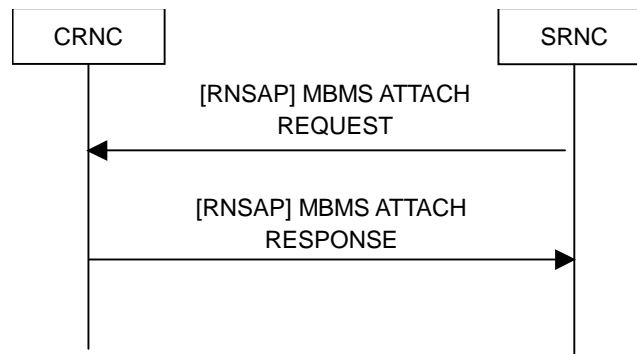 CRNC
SRNC
[RNSAP] MBMS ATTACH
REQUEST
[RNSAP] MBMS ATTACH
RESPONSE